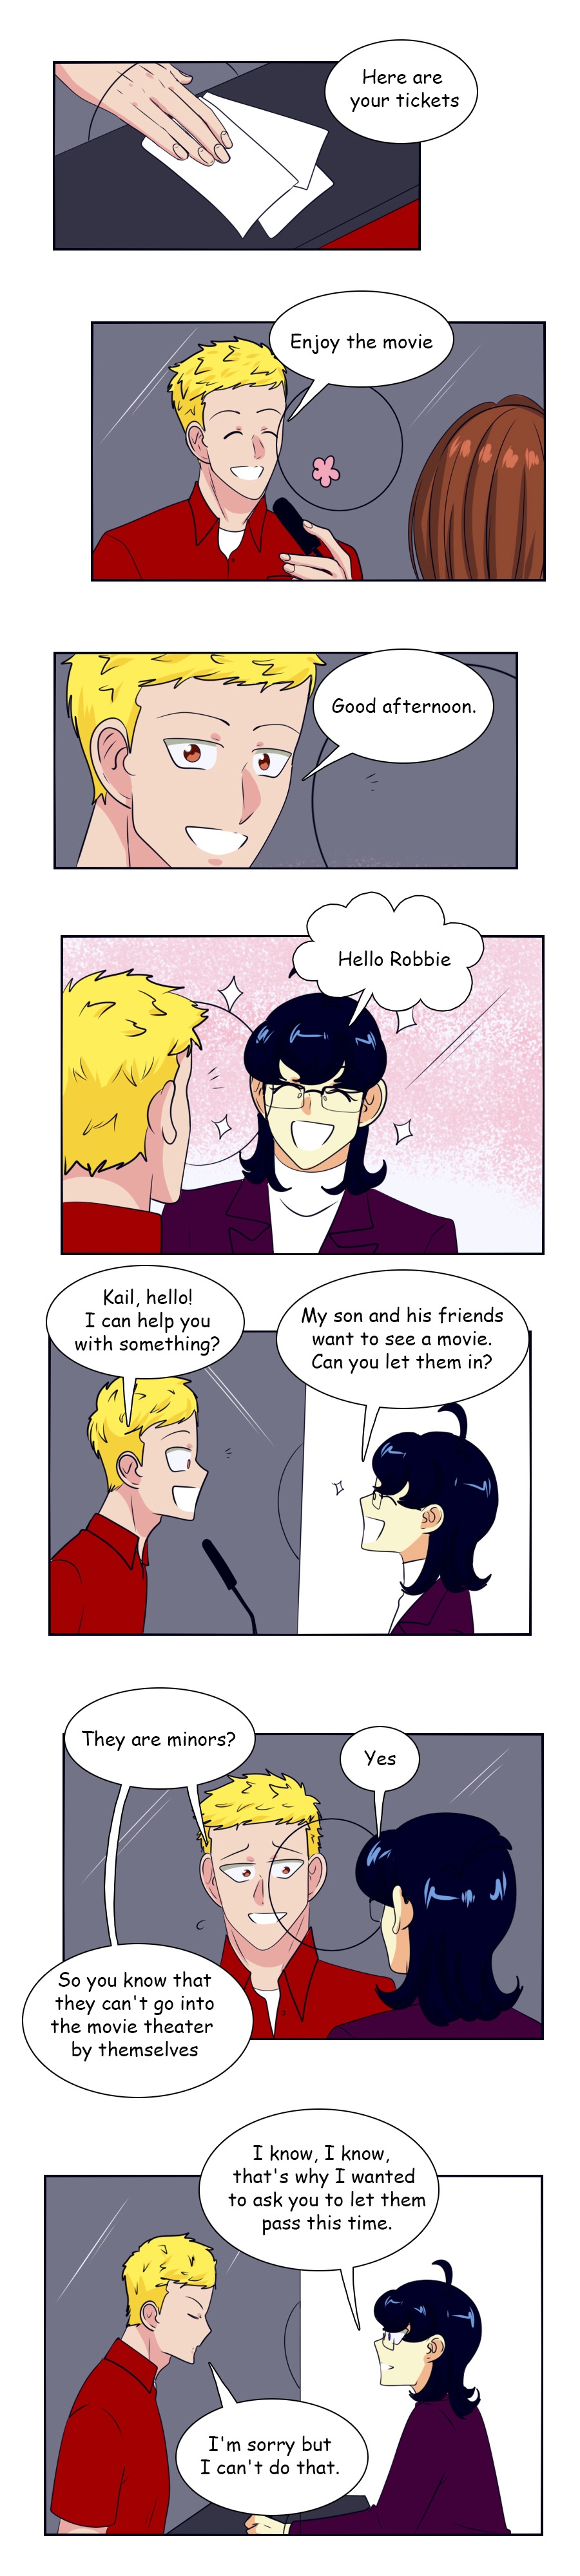 Here are
your tickets
Enjoy the movie
Good afternoon.
Hello Robbie
Kail, hello!
I can help you
with something?
My son and his friends
want to see a movie.
Can you let them in?
They are minors?
Yes
So you know that
they can't go into
the movie theater
by themselves
I know, I know,
that's why I wanted
to ask you to let them
pass this time.
I'm sorry but
I can't do that.